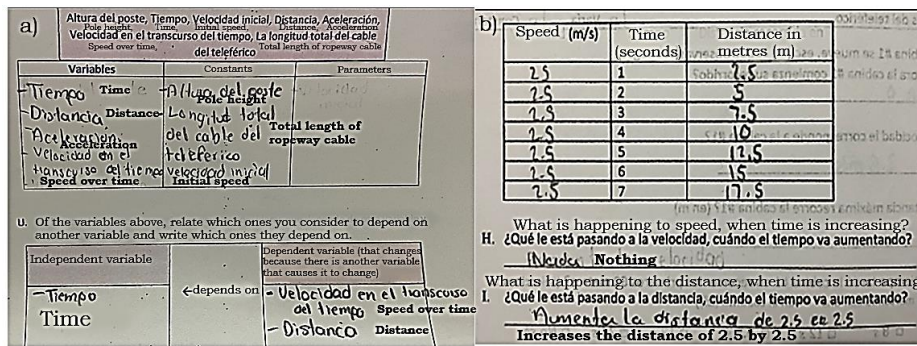 a)
Altura del poste, Tiempo, Velocidad inicial, Distancia, Aceleración,
Pole height, Time, Initial speed, Distance, Acceleration
Velocidad en el transcurso del tiempo, La longitud total del cable
Speed over time, Total length of ropeway cable
del teleférico
Variables Constants Parameters
-Tiempo Time
-Distancia Distance
-Aceleración
Acceleration
-Velocidad en el
transcurso del tiempo
Speed over time
-Altura del poste
Pole height
-Longitud total
del cable del
Total length of
ropeway cable
teleférico
velocidad inicial
Initial speed
Of the variables above, relate which ones you consider to depend on
another variable and write which ones they depend on.
Independent variable
-Tiempo
Time
←depends on
Dependent variable (that changes
because there is another variable
that causes it to change)
-Velocidad en el transcurso
del tiempo Speed over time
-Distancia Distance
b)
Speed (m/s) Time (seconds) Distance in metres (m)
2.5 1 2.5
2.5 2 5
2.5 3 7.5
2.5 4 10
2.5 5 12.5
2.5 6 15
2.5 7 17.5
What is happening to speed, when time is increasing?
H. ¿Qué le está pasando a la velocidad, cuándo el tiempo va aumentando?
Nada Nothing
What is happening to the distance, when time is increasing
I. ¿Qué le está pasando a la distancia, cuándo el tiempo va aumentando?
Aumenta la distancia de 2.5 en 2.5
Increases the distance of 2.5 by 2.5